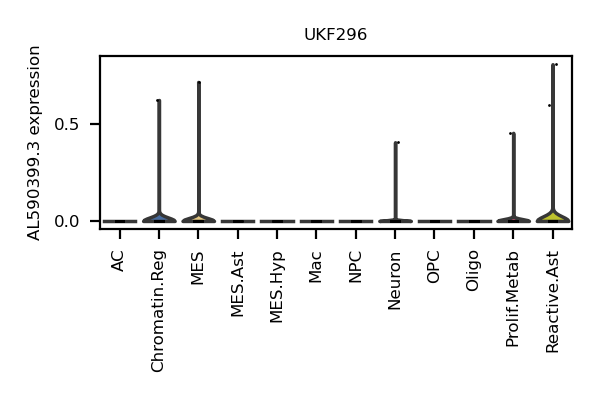 UKF296
AL590399.3 expression
0.5
0.0
AC
Chromatin.Reg
MES
MES.Ast
MES.Hyp
Mac
NPC
Neuron
OPC
Oligo
Prolif.Metab
Reactive.Ast